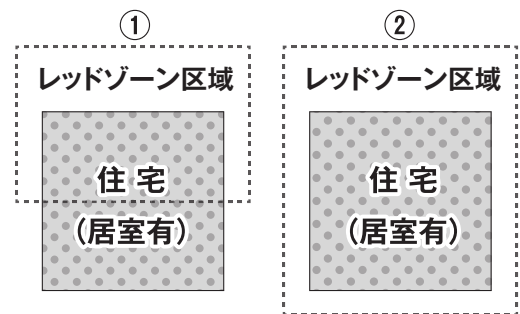 ①
レッドゾーン区域
住宅
(居室有)
②
レッドゾーン区域
住宅
(居室有)